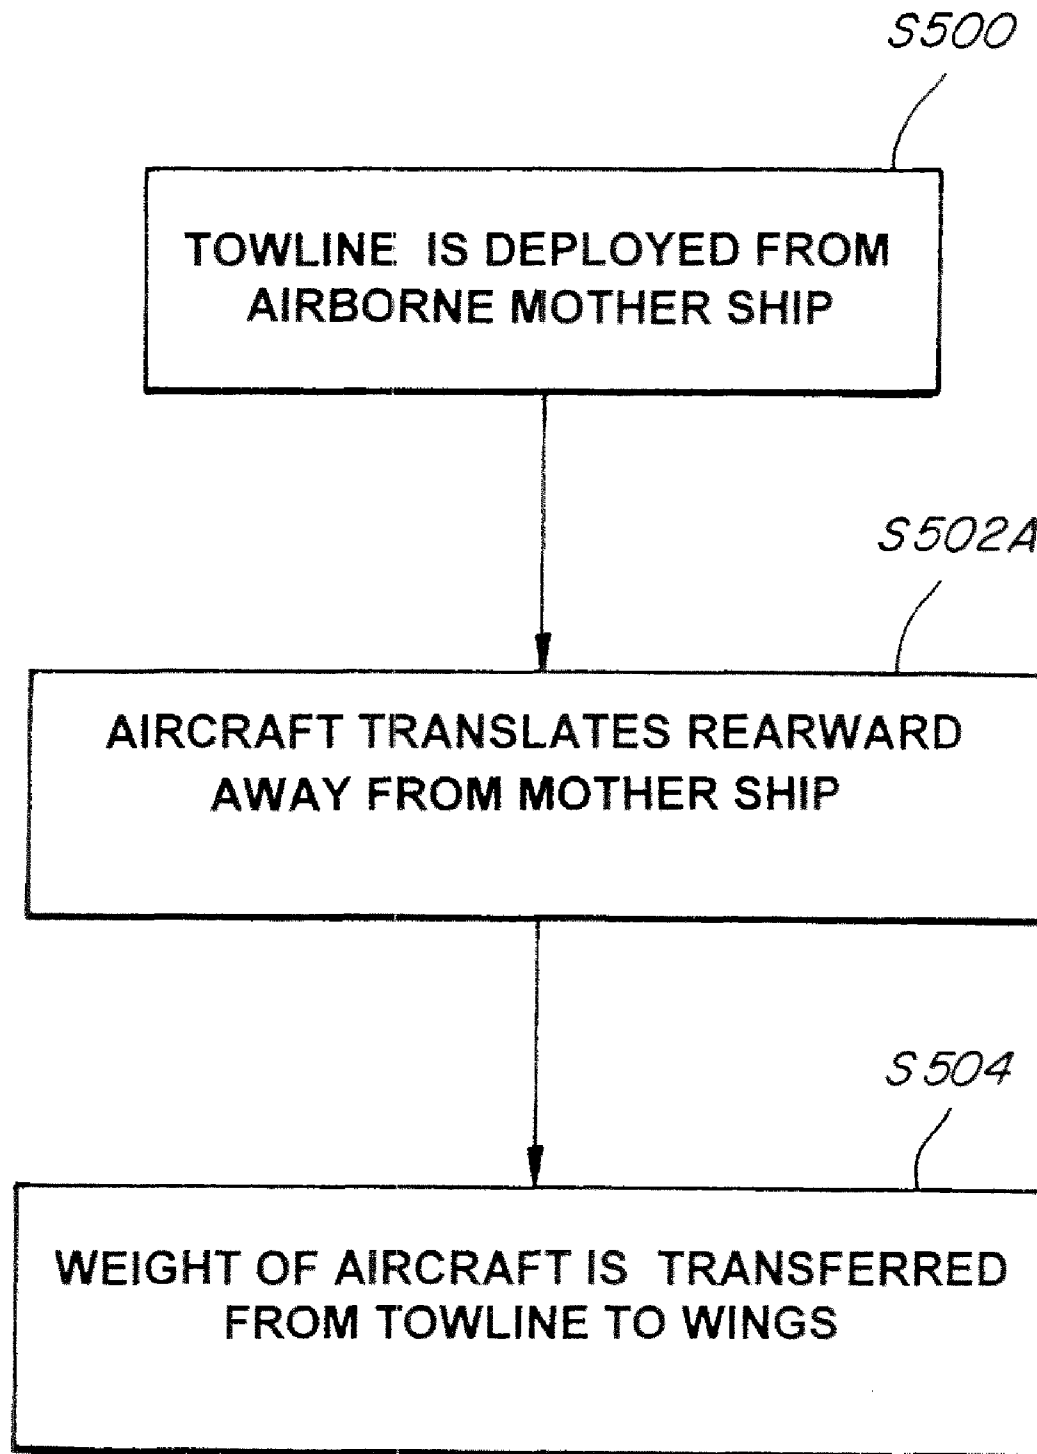 S500
TOWLINE IS DEPLOYED FROM
AIRBORNE MOTHER SHIP
S502A
AIRCRAFT TRANSLATES REARWARD
AWAY FROM MOTHER SHIP
S504
WEIGHT OF AIRCRAFT IS TRANSFERRED
FROM TOWLINE TO WINGS